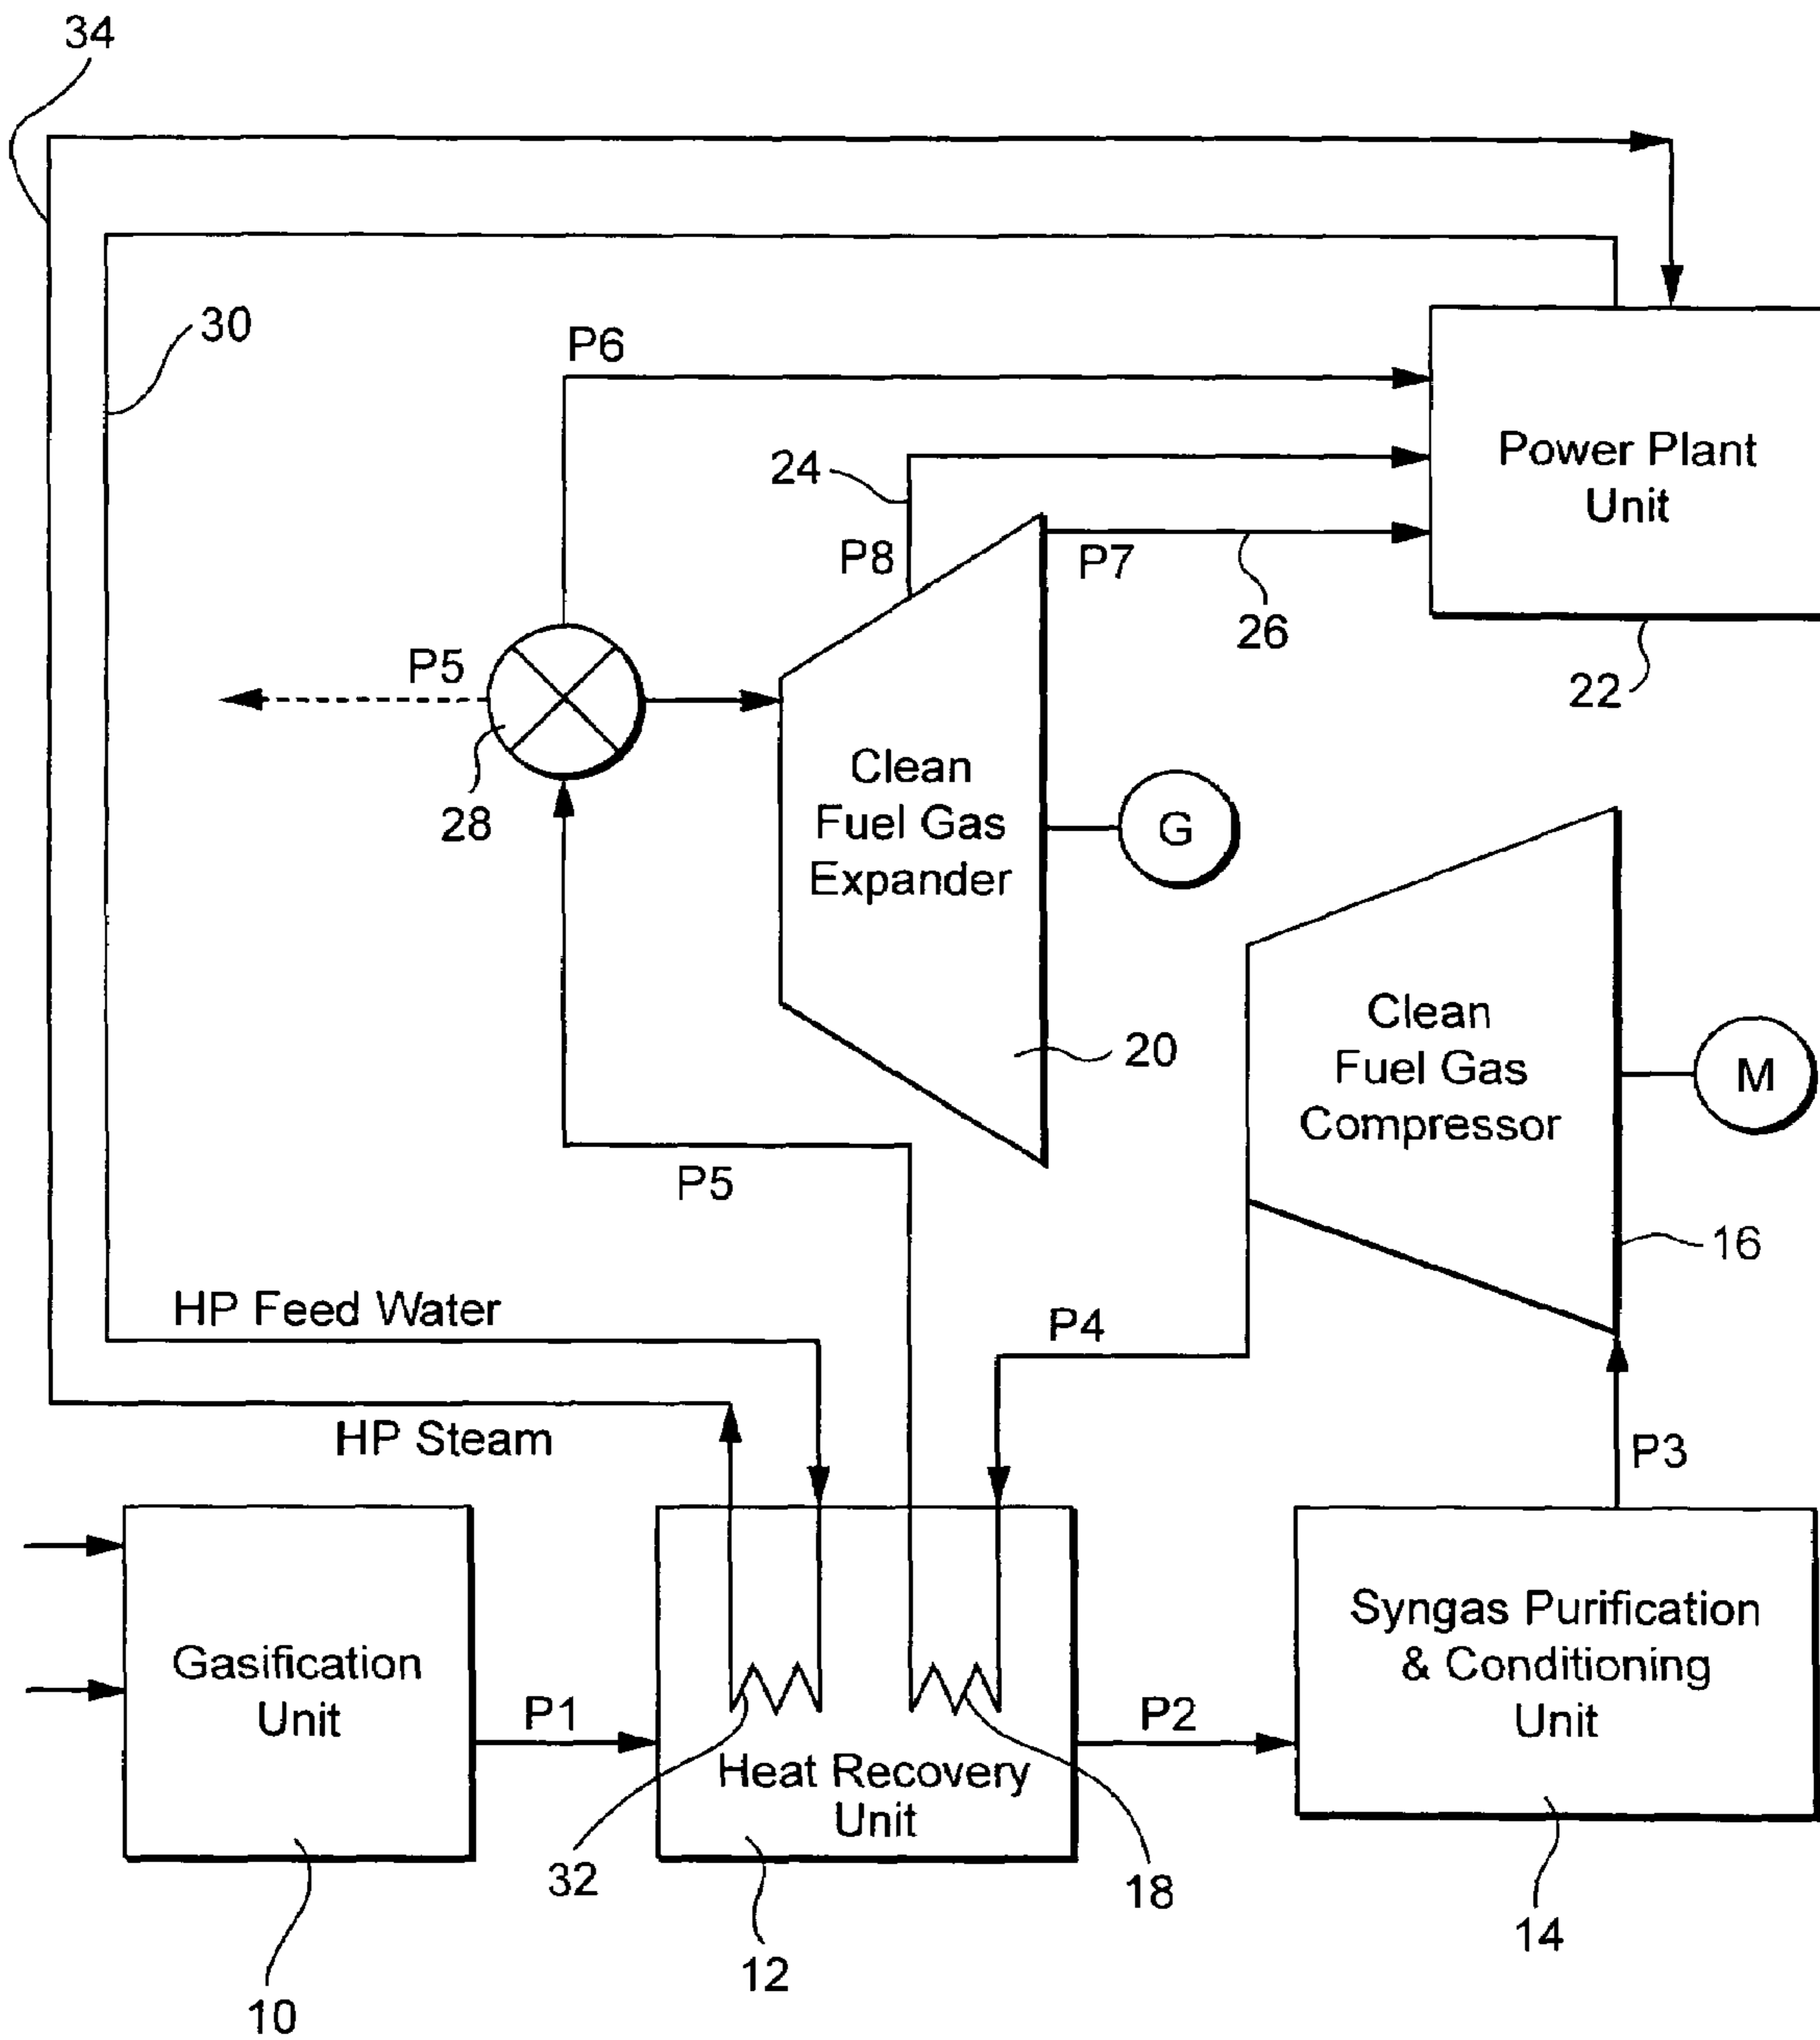 34
30
P6
24
P8
P7
26
Power Plant
Unit
22
P5
28
Clean
Fuel Gas
Expander
G
20
Clean
Fuel Gas
Compressor
M
16
P5
HP Feed Water
P4
HP Steam
P3
Gasification
Unit
P1
Heat Recovery
Unit
P2
Syngas Purification
& Conditioning
Unit
32
18
10
12
14